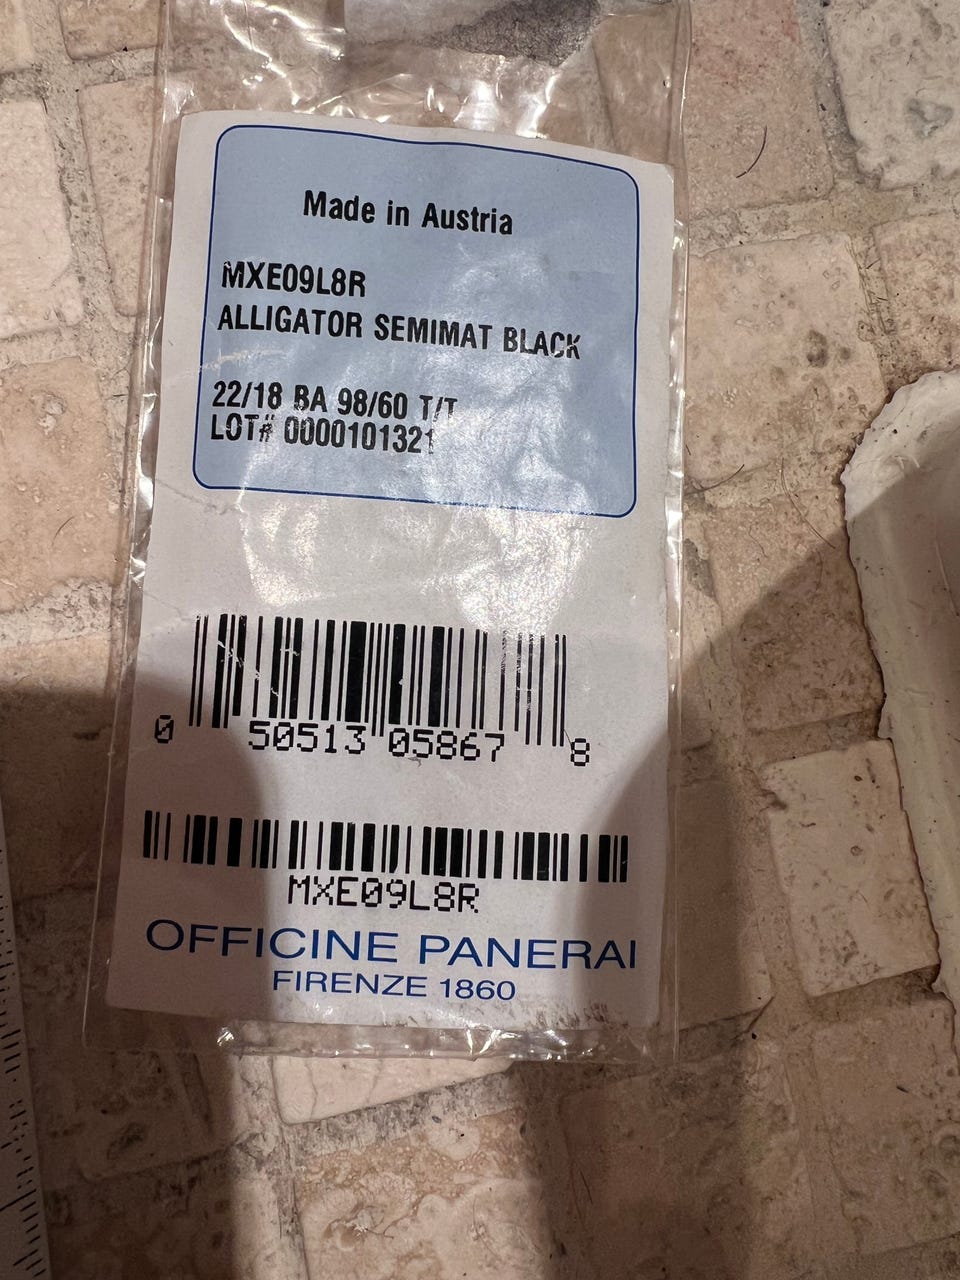 Made in Austria
MXE09L8R
ALLIGATOR SEMIMAT BLACK
22/18 BA 98/60 T/T
LOT# 0000101321
0 50513 05867 8
MXE09L8R
OFFICINE PANERAI
FIRENZE 1860